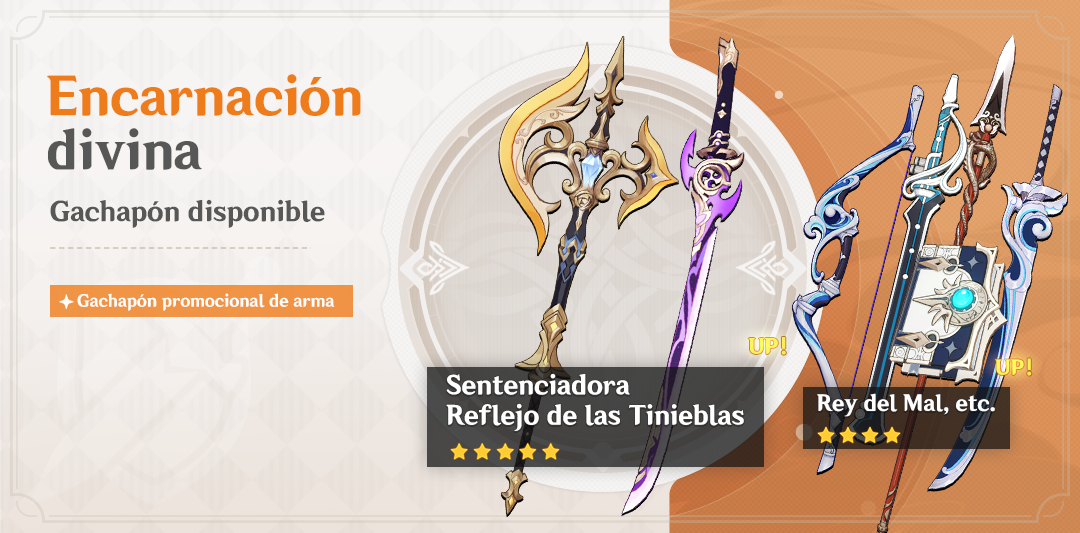 Encarnación
divina
Gachapón disponible
Gachapón promocional de arma
UP!
Sentenciadora
Reflejo de las Tinieblas
UP!
Rey del Mal, etc.